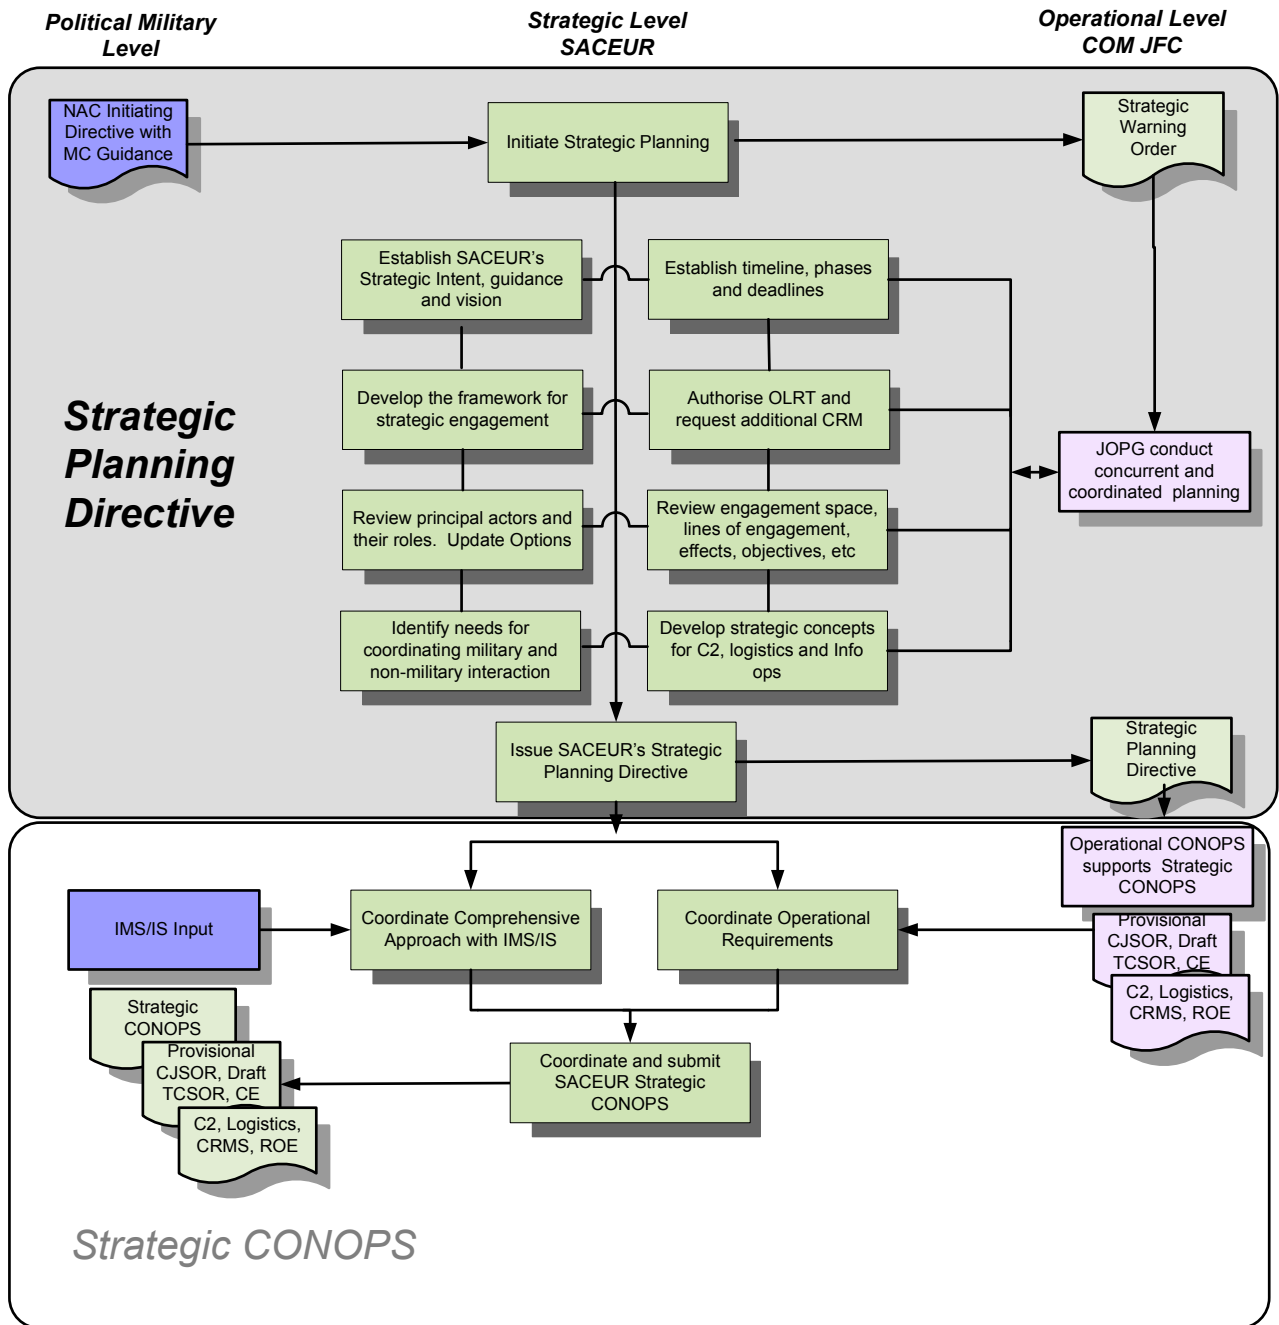 Political Military
Level
Strategic Level
SACEUR
Operational Level
COM JFC
NAC Initiating
Directive with
MC Guidance
Initiate Strategic Planning
Strategic
Warning
Order
Establish SACEUR's
Strategic Intent, guidance
and vision
Establish timeline, phases
and deadlines
Strategic
Planning
Directive
Develop the framework for
strategic engagement
Authorise OLRT and
request additional CRM
JOPG conduct
concurrent and
coordinated planning
Review principal actors and
their roles. Update Options
Review engagement space,
lines of engagement,
effects, objectives, etc
Identify needs for
coordinating military and
non-military interaction
Develop strategic concepts
for C2, logistics and Info
ops
Issue SACEUR's Strategic
Planning Directive
Strategic
Planning
Directive
Operational CONOPS
supports Strategic
CONOPS
IMS/IS Input
Coordinate Comprehensive
Approach with IMS/IS
Coordinate Operational
Requirements
Provisional
CJSOR, Draft
TCSOR, CE
C2, Logistics,
CRMS, ROE
Strategic
CONOPS
Provisional
CJSOR, Draft
TCSOR, CE
C2, Logistics,
CRMS, ROE
Coordinate and submit
SACEUR Strategic
CONOPS
Strategic CONOPS